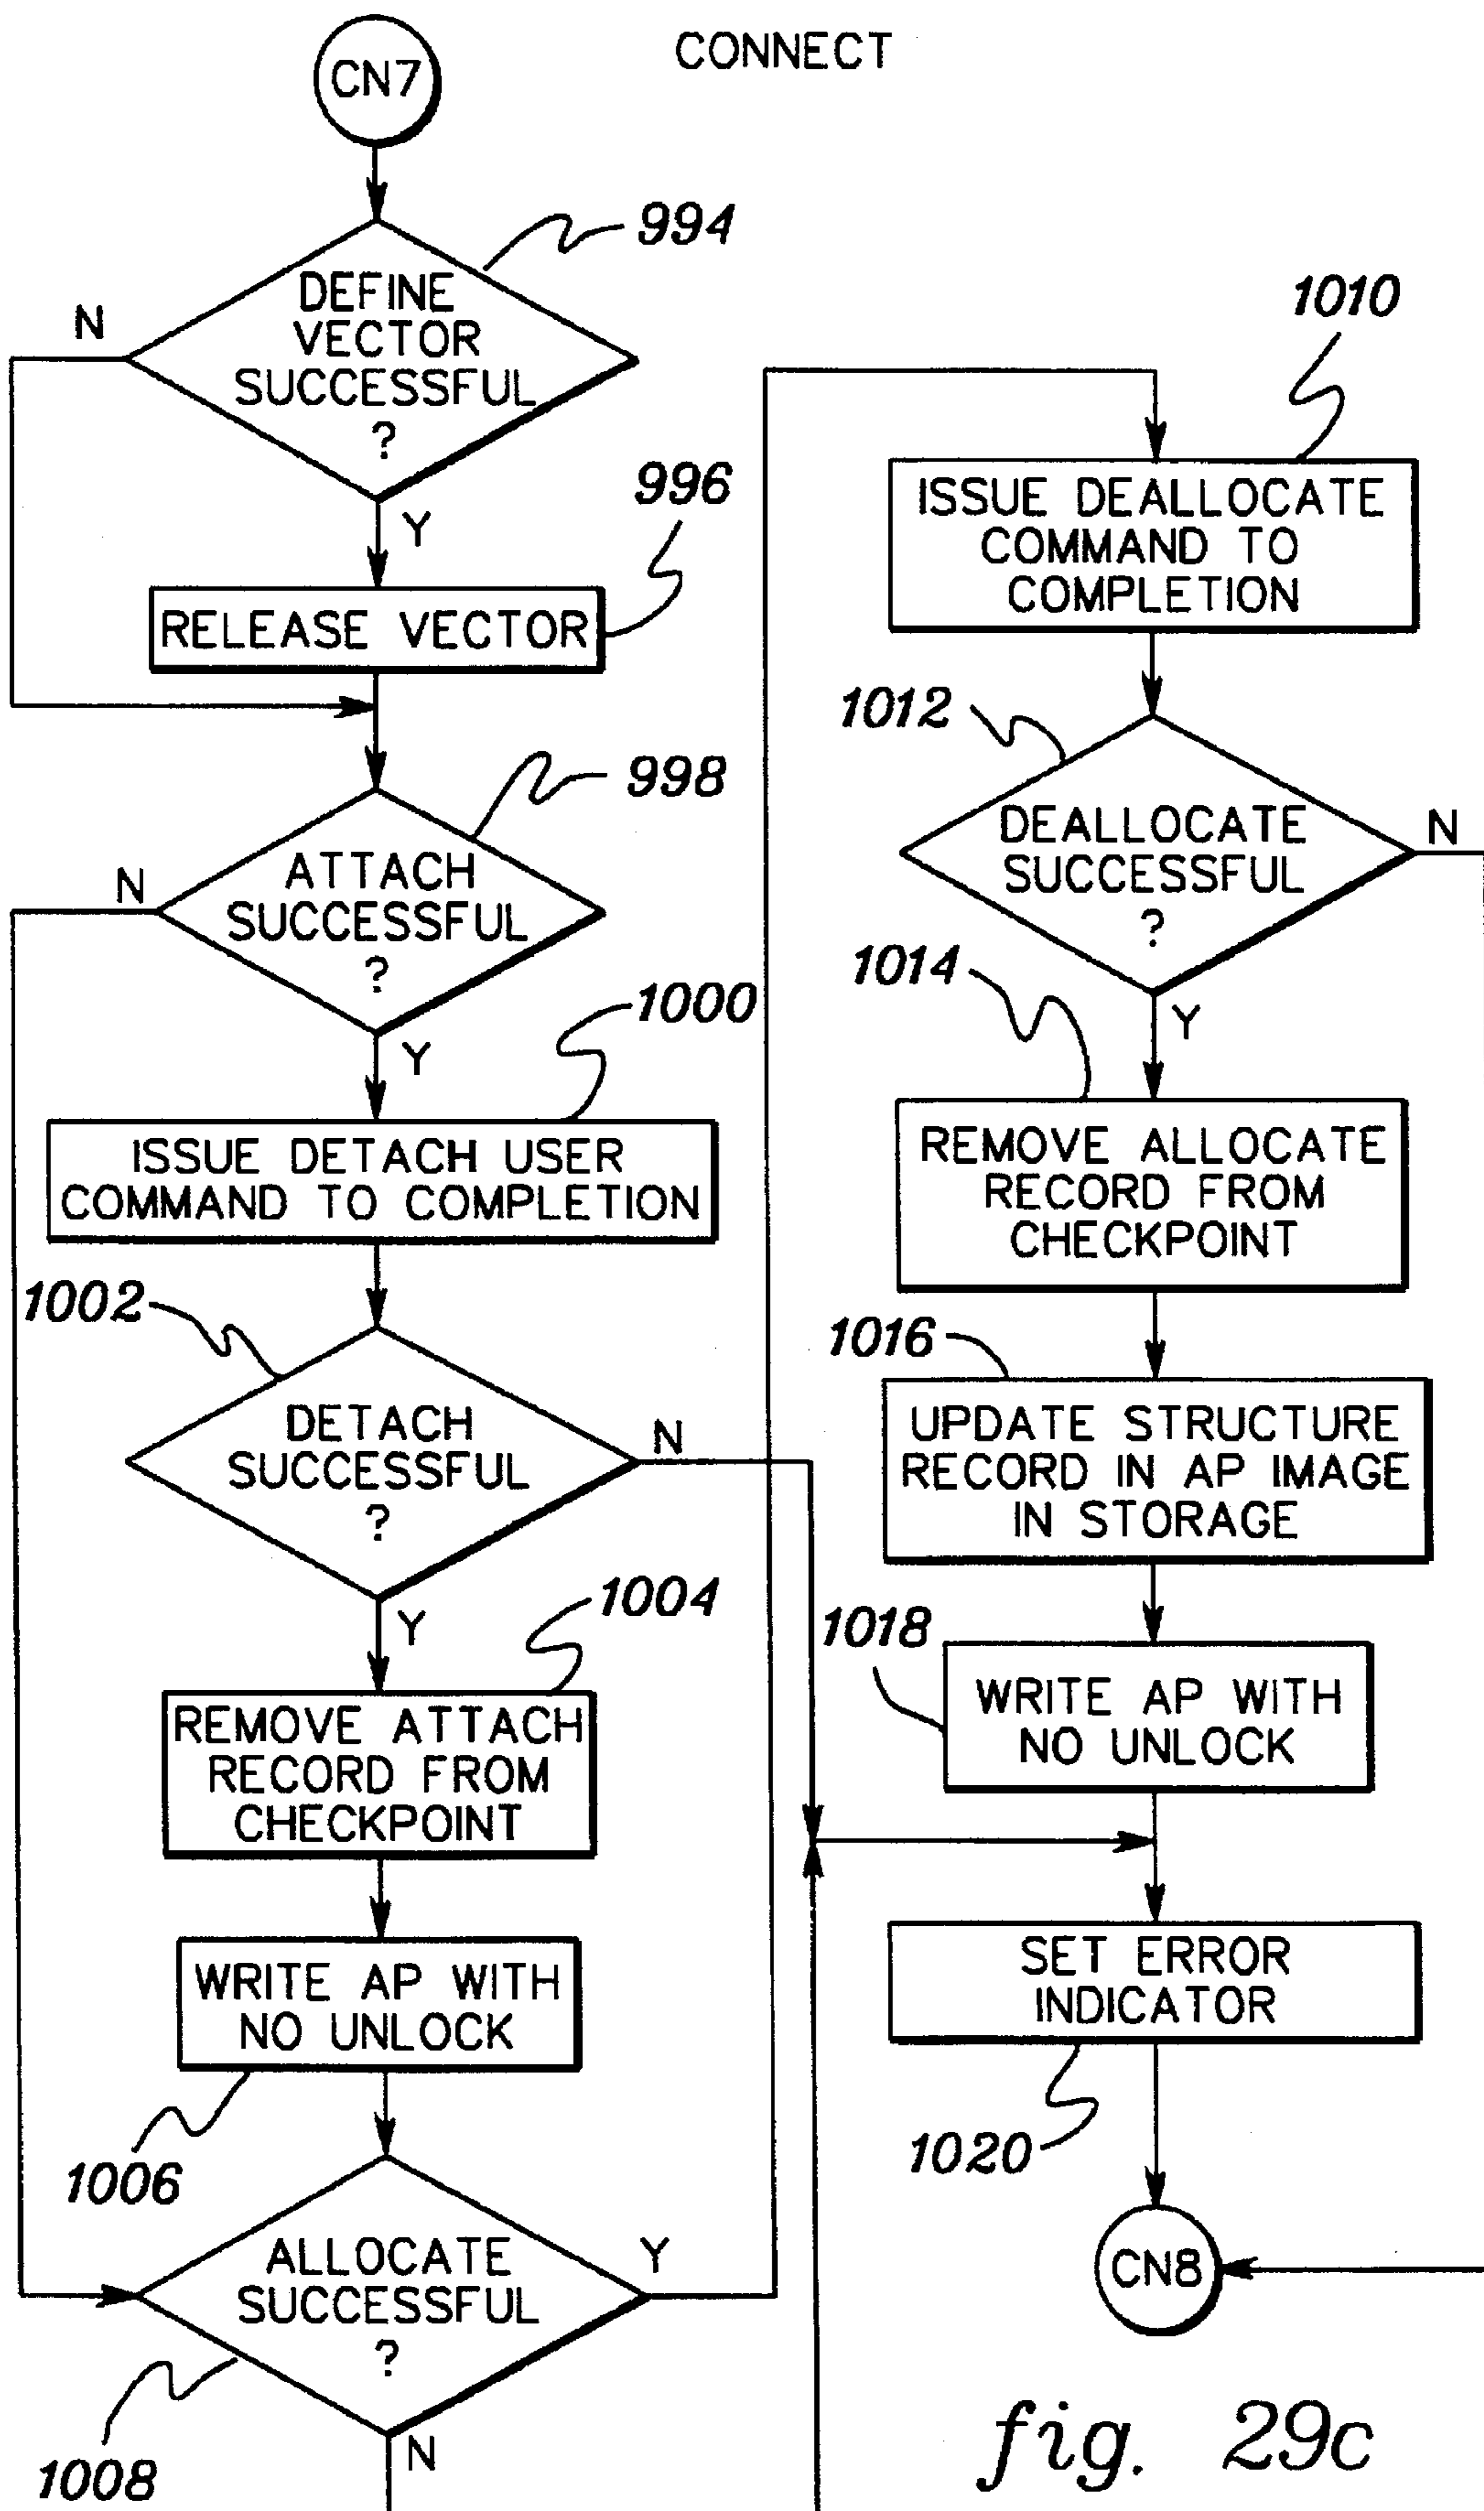 CONNECT
CN7
994
DEFINE
VECTOR
SUCCESSFUL
?
N
Y
996
RELEASE VECTOR
998
ATTACH
SUCCESSFUL
?
N
Y
1000
ISSUE DETACH USER
COMMAND TO COMPLETION
1002
DETACH
SUCCESSFUL
?
N
Y
1004
REMOVE ATTACH
RECORD FROM
CHECKPOINT
WRITE AP WITH
NO UNLOCK
1006
ALLOCATE
SUCCESSFUL
?
Y
N
1008
1010
ISSUE DEALLOCATE
COMMAND TO
COMPLETION
1012
DEALLOCATE
SUCCESSFUL
?
N
Y
1014
REMOVE ALLOCATE
RECORD FROM
CHECKPOINT
1016
UPDATE STRUCTURE
RECORD IN AP IMAGE
IN STORAGE
1018
WRITE AP WITH
NO UNLOCK
SET ERROR
INDICATOR
1020
CN8
fig. 29c